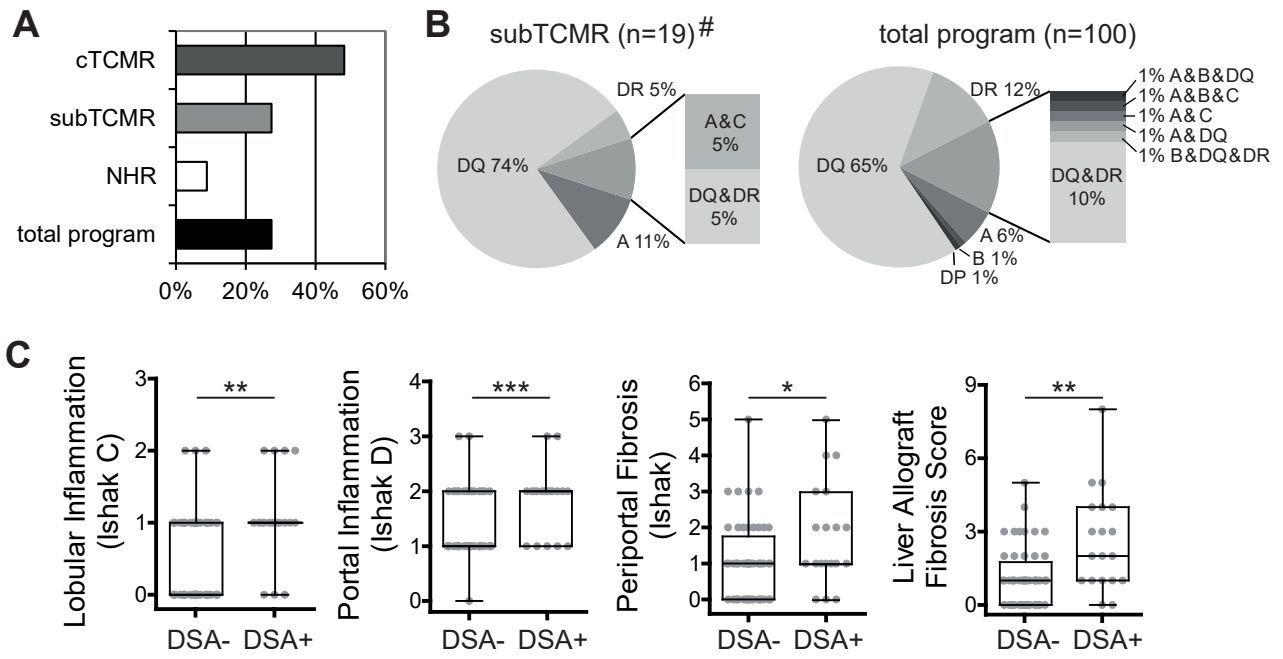 A
cTCMR
subTCMR
NHR
total program
0% 20% 40% 60%
B
subTCMR (n=19)#
DR 5%
DQ 74%
A 11%
A&C
5%
DQ&DR
5%
total program (n=100)
DR 12%
DQ 65%
A 6%
B 1%
DP 1%
1% A&B&DQ
1% A&B&C
1% A&C
1% A&DQ
1% B&DQ&DR
DQ&DR
10%
C
Lobular Inflammation
(Ishak C)
3
2
1
0
**
DSA- DSA+
Portal Inflammation
(Ishak D)
4
3
2
1
0
***
DSA- DSA+
Periportal Fibrosis
(Ishak)
6
5
4
3
2
1
0
*
DSA- DSA+
Liver Allograft
Fibrosis Score
9
6
3
0
**
DSA- DSA+